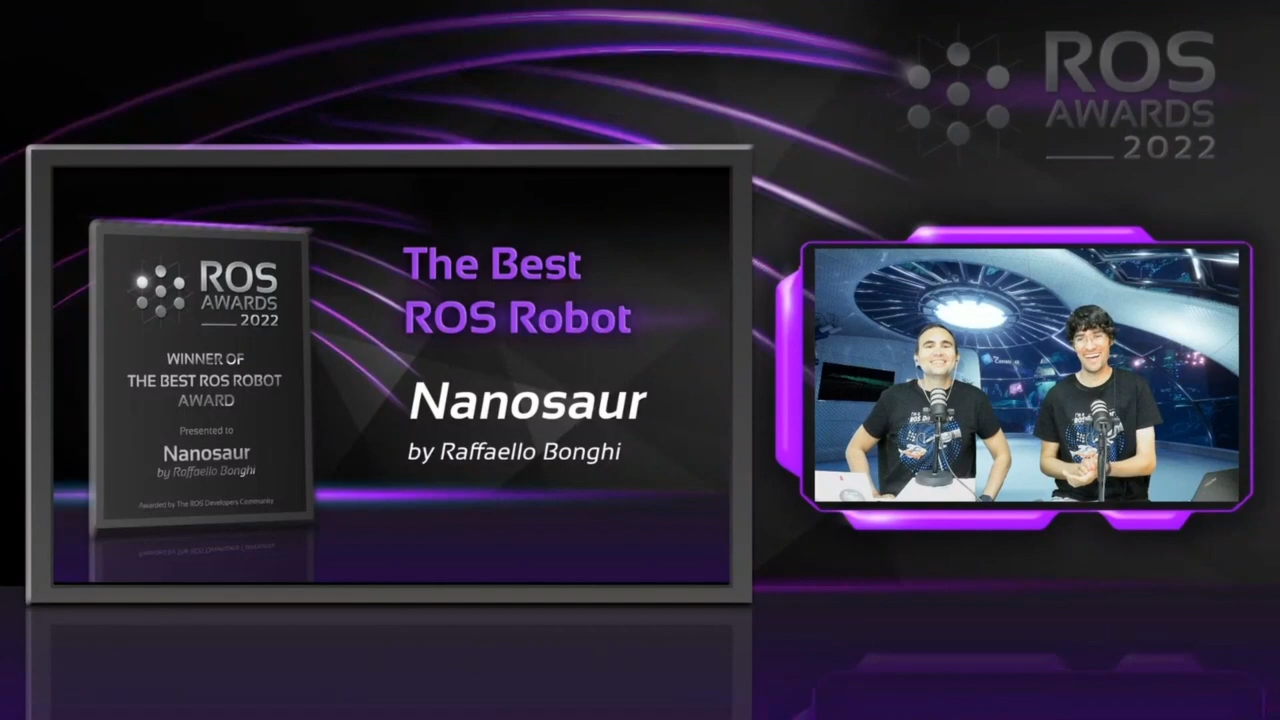 ROS
AWARDS
2022
ROS
AWARDS
2022
WINNER OF
THE BEST ROS ROBOT
AWARD
Presented to
Nanosaur
by Raffaello Bonghi
Awarded by The ROS Developers Community
The Best
ROS Robot
Nanosaur
by Raffaello Bonghi